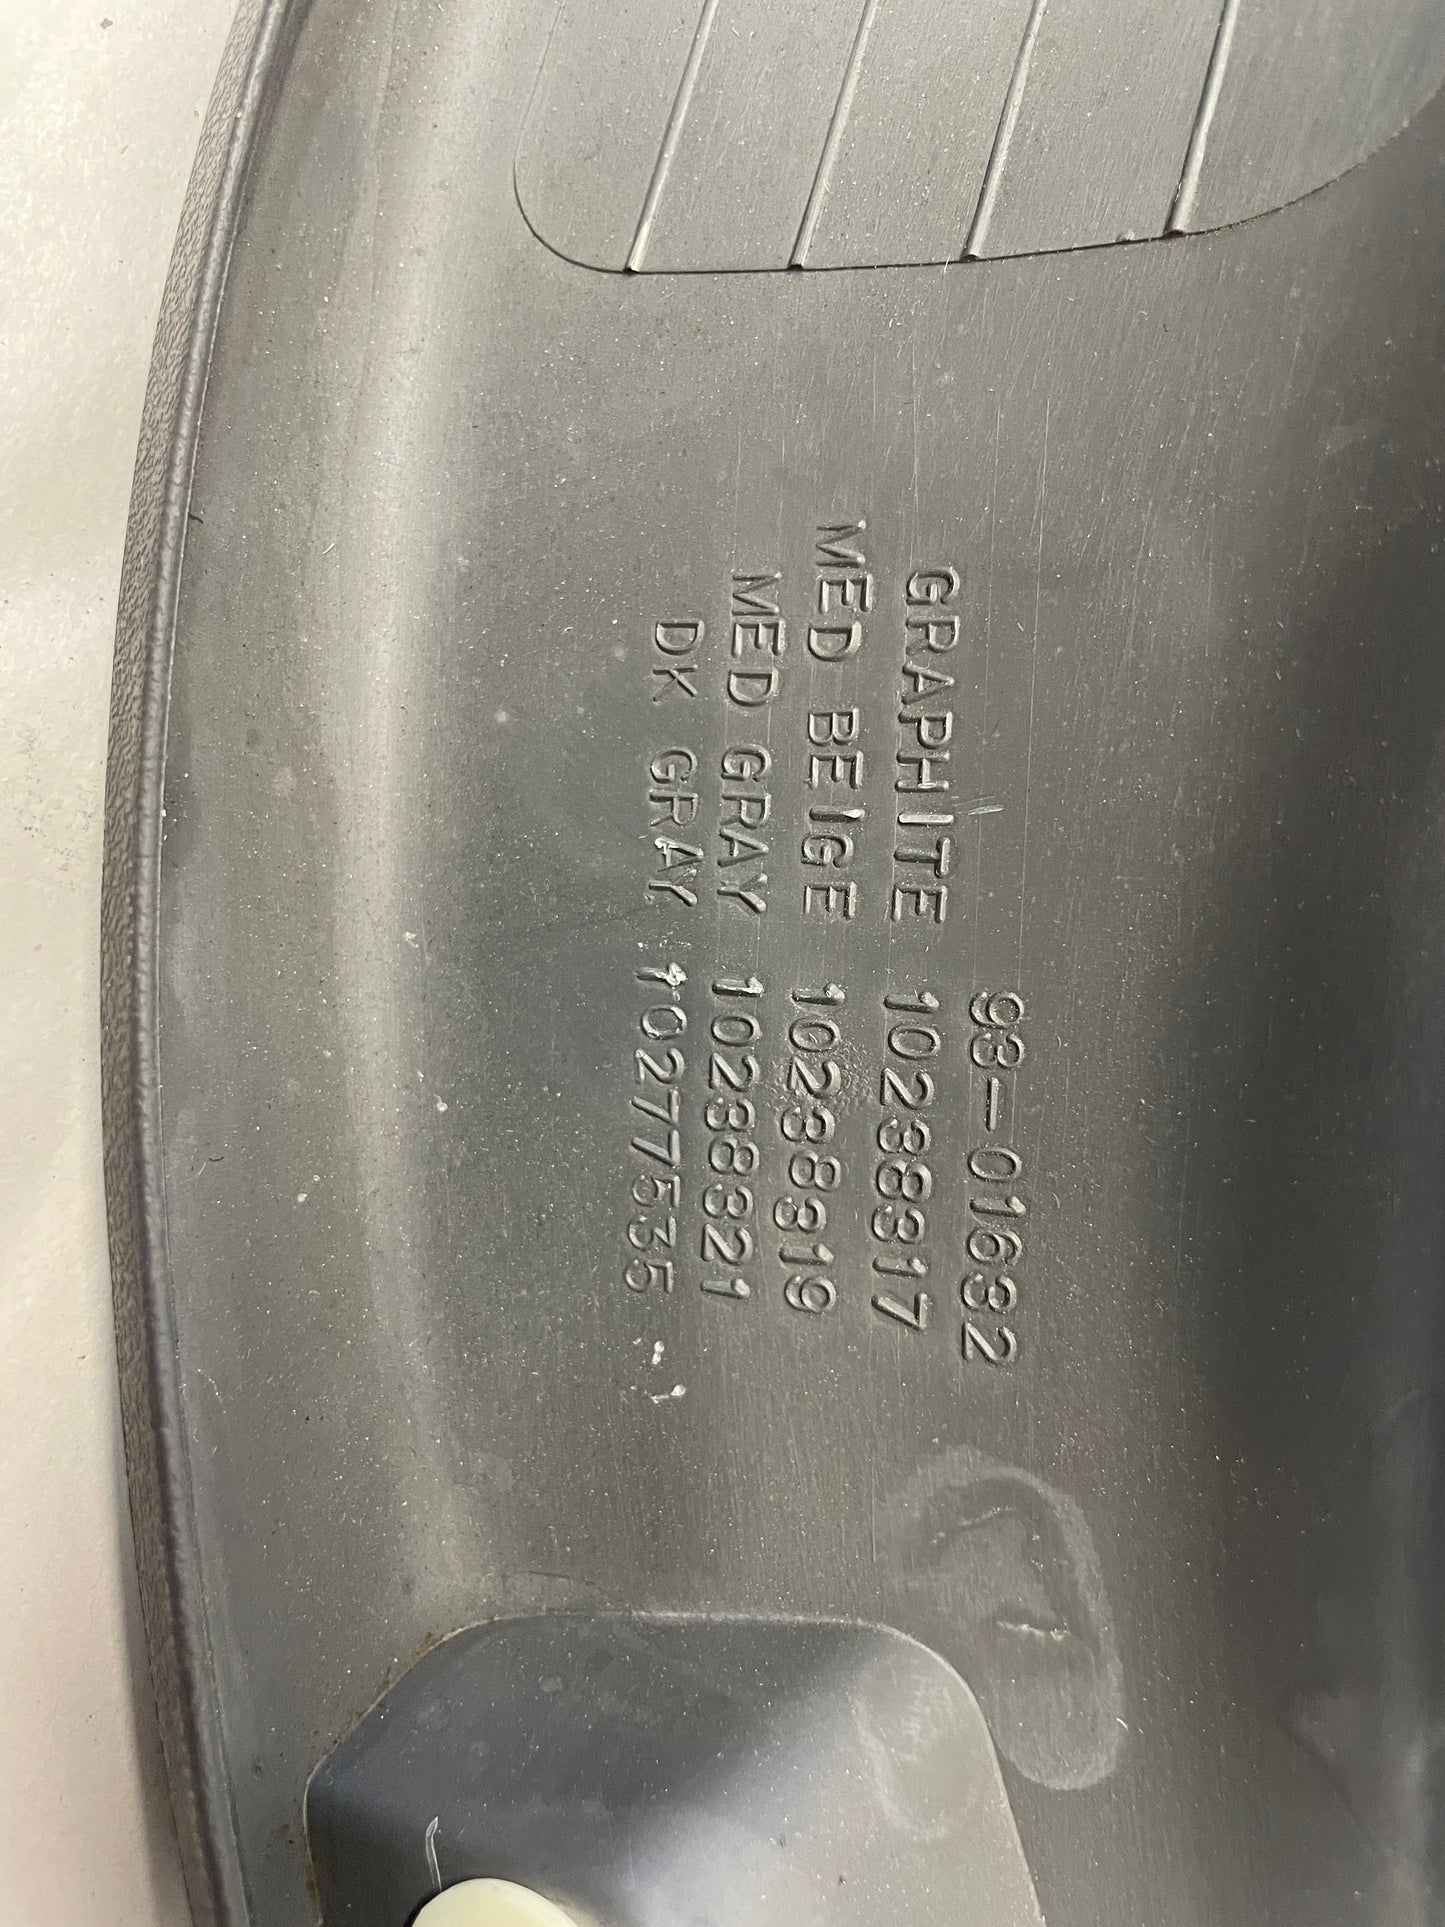 93-01632
GRAPHITE 10238317
MED BEIGE 10238319
MED GRAY 10238321
DK GRAY 10277535